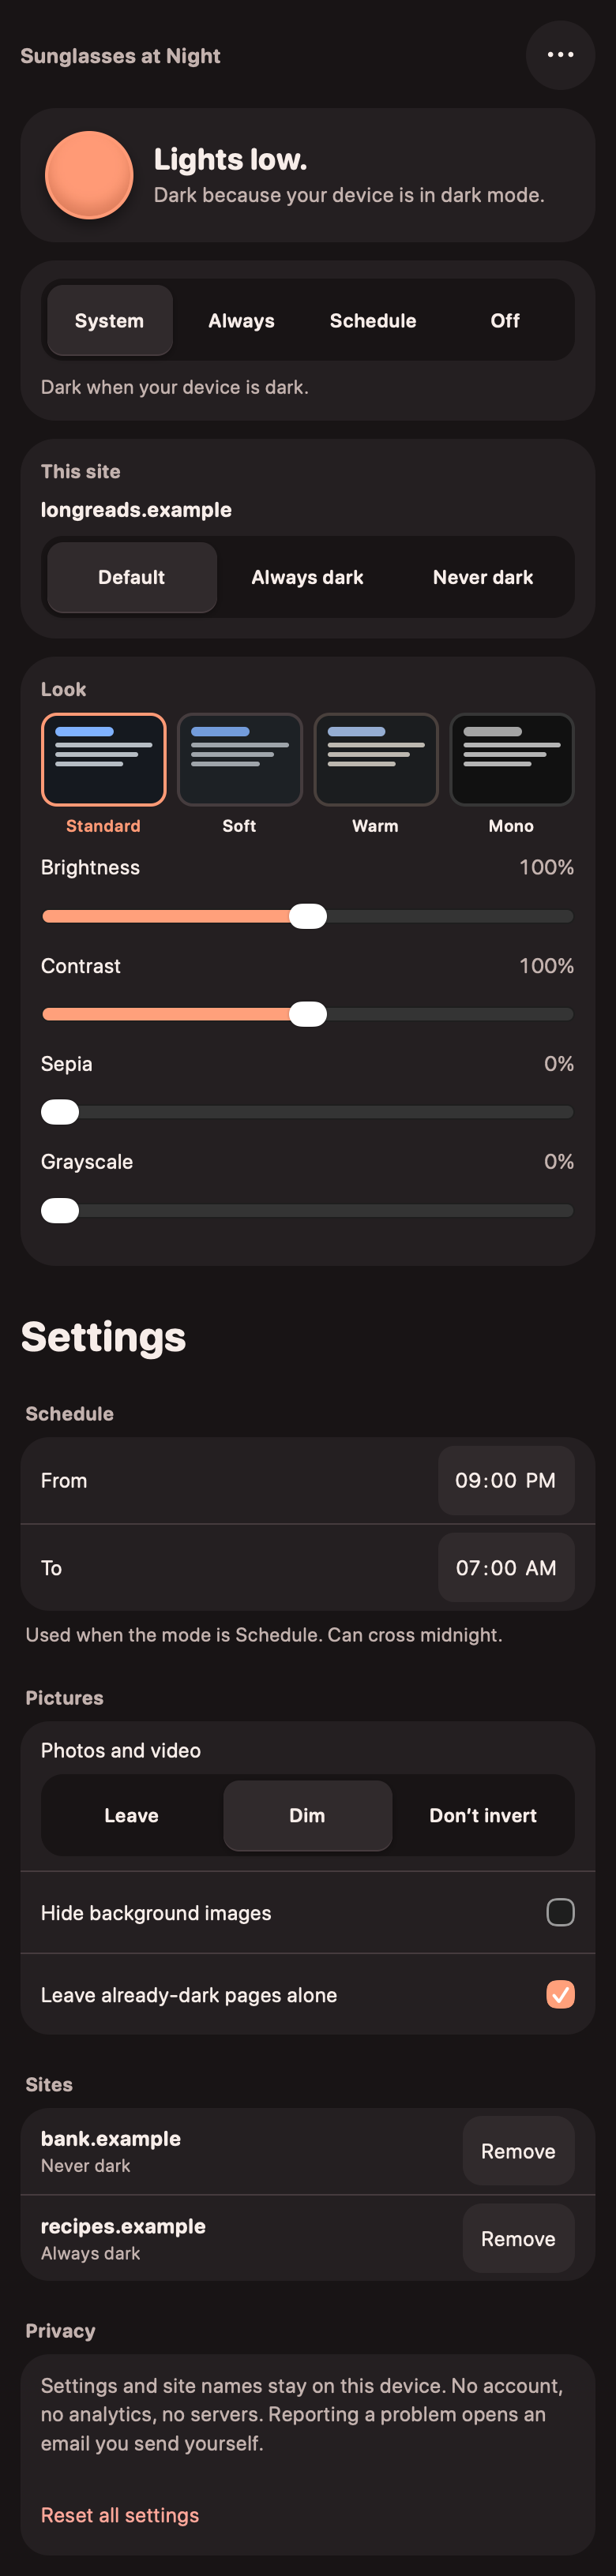 Sunglasses at Night
Lights low.
Dark because your device is in dark mode.
System
Always
Schedule
Off
Dark when your device is dark.
This site
longreads.example
Default
Always dark
Never dark
Look
Standard
Soft
Warm
Mono
Brightness
100%
Contrast
100%
Sepia
0%
Grayscale
0%
Settings
Schedule
From
09:00 PM
To
07:00 AM
Used when the mode is Schedule. Can cross midnight.
Pictures
Photos and video
Leave
Dim
Don’t invert
Hide background images
Leave already-dark pages alone
Sites
bank.example
Never dark
Remove
recipes.example
Always dark
Remove
Privacy
Settings and site names stay on this device. No account,
no analytics, no servers. Reporting a problem opens an
email you send yourself.
Reset all settings